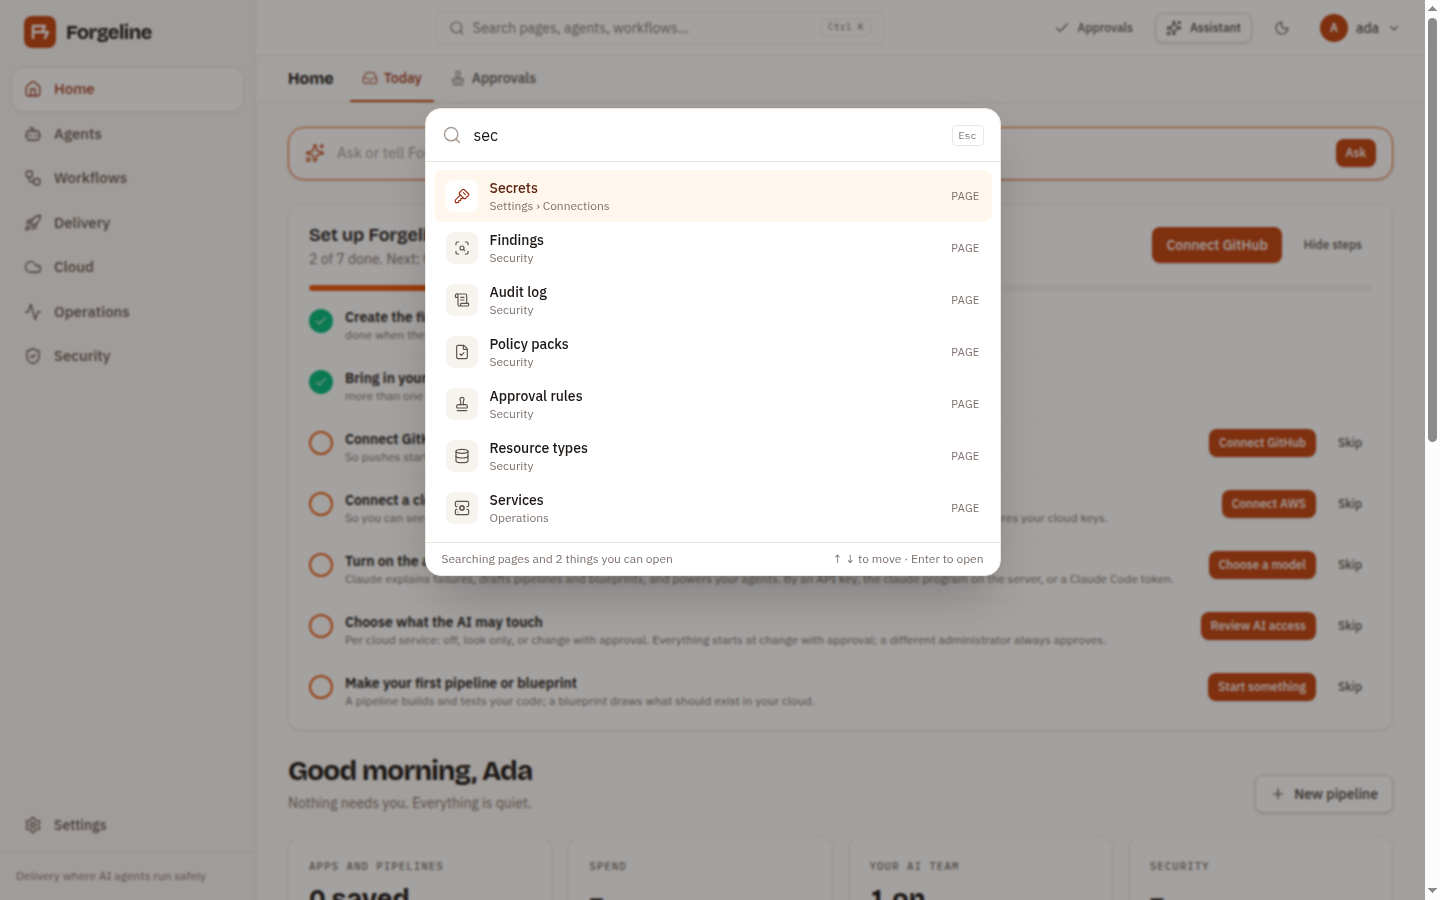 Forgeline
Search pages, agents, workflows...
Ctrl K
Approvals
Assistant
A
ada
Home
Today
Approvals
Home
Agents
Workflows
Delivery
Cloud
Operations
Security
Settings
Delivery where AI agents run safely
sec
Esc
Secrets
Settings › Connections
PAGE
Findings
Security
PAGE
Audit log
Security
PAGE
Policy packs
Security
PAGE
Approval rules
Security
PAGE
Resource types
Security
PAGE
Services
Operations
PAGE
Searching pages and 2 things you can open
↑ ↓ to move · Enter to open
Ask or tell
Ask
Set up
2 of 7 done. Next:
Connect GitHub
Hide steps
Create the
done when the
Bring in your
more than one
Connect
So pushes
Connect GitHub
Skip
Connect a
So you can see
your cloud keys.
Connect AWS
Skip
Turn on the
Claude explains failures, drafts pipelines and blueprints, and powers your agents. By an API key, the claude program on the server, or a Claude Code token.
Choose a model
Skip
Choose what the AI may touch
Per cloud service: off, look only, or change with approval. Everything starts at change with approval; a different administrator always approves.
Review AI access
Skip
Make your first pipeline or blueprint
A pipeline builds and tests your code; a blueprint draws what should exist in your cloud.
Start something
Skip
Good morning, Ada
Nothing needs you. Everything is quiet.
New pipeline
APPS AND PIPELINES
0 saved
SPEND
YOUR AI TEAM
1 on
SECURITY